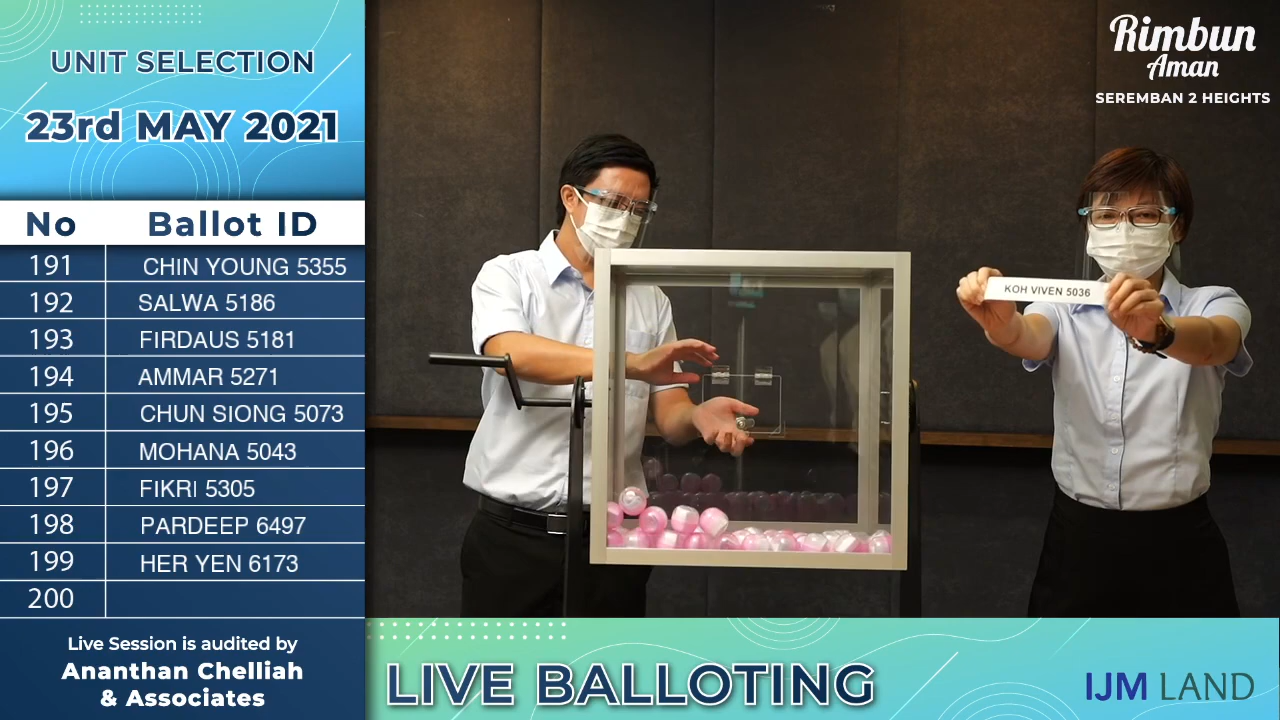 UNIT SELECTION
23rd MAY 2021
No Ballot ID
191 CHIN YOUNG 5355
192 SALWA 5186
193 FIRDAUS 5181
194 AMMAR 5271
195 CHUN SIONG 5073
196 MOHANA 5043
197 FIKRI 5305
198 PARDEEP 6497
199 HER YEN 6173
200
Live Session is audited by
Ananthan Chelliah
& Associates
Rimbun
Aman
SEREMBAN 2 HEIGHTS
KOH VIVEN 5036
LIVE BALLOTING
IJM LAND